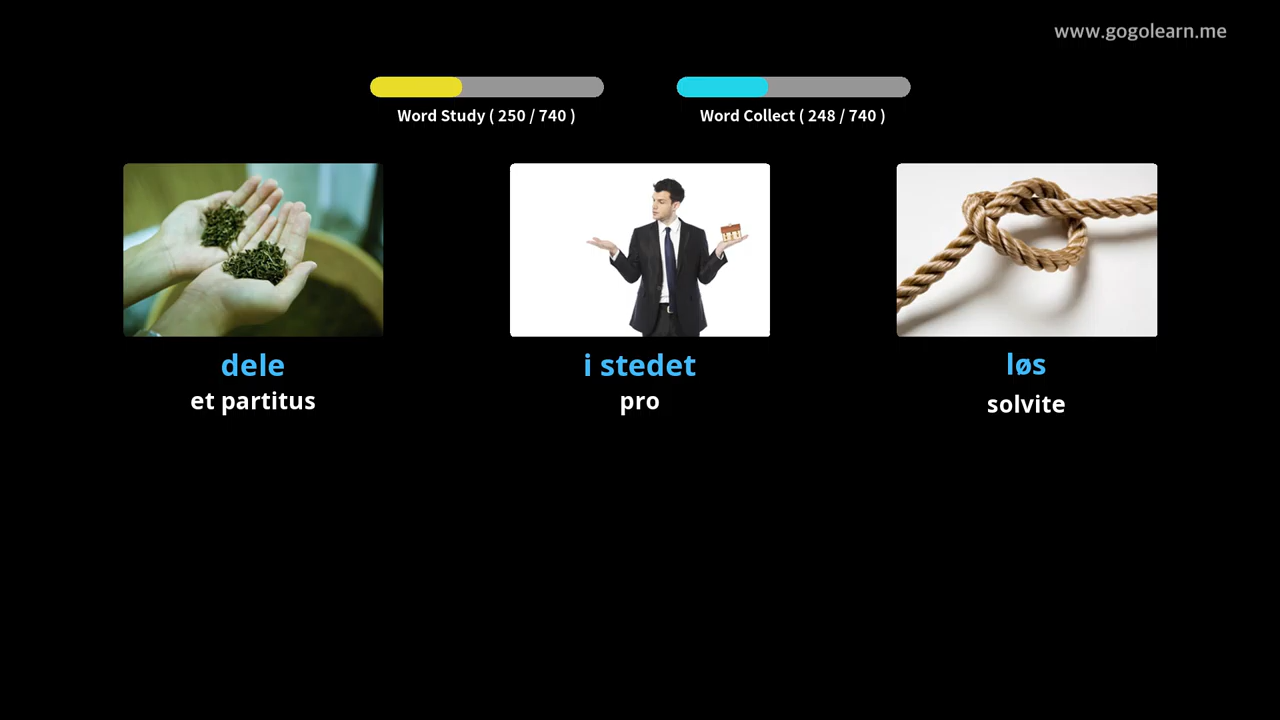 www.gogolearn.me
Word Study ( 250 / 740 )
Word Collect ( 248 / 740 )
dele
et partitus
i stedet
pro
løs
solvite